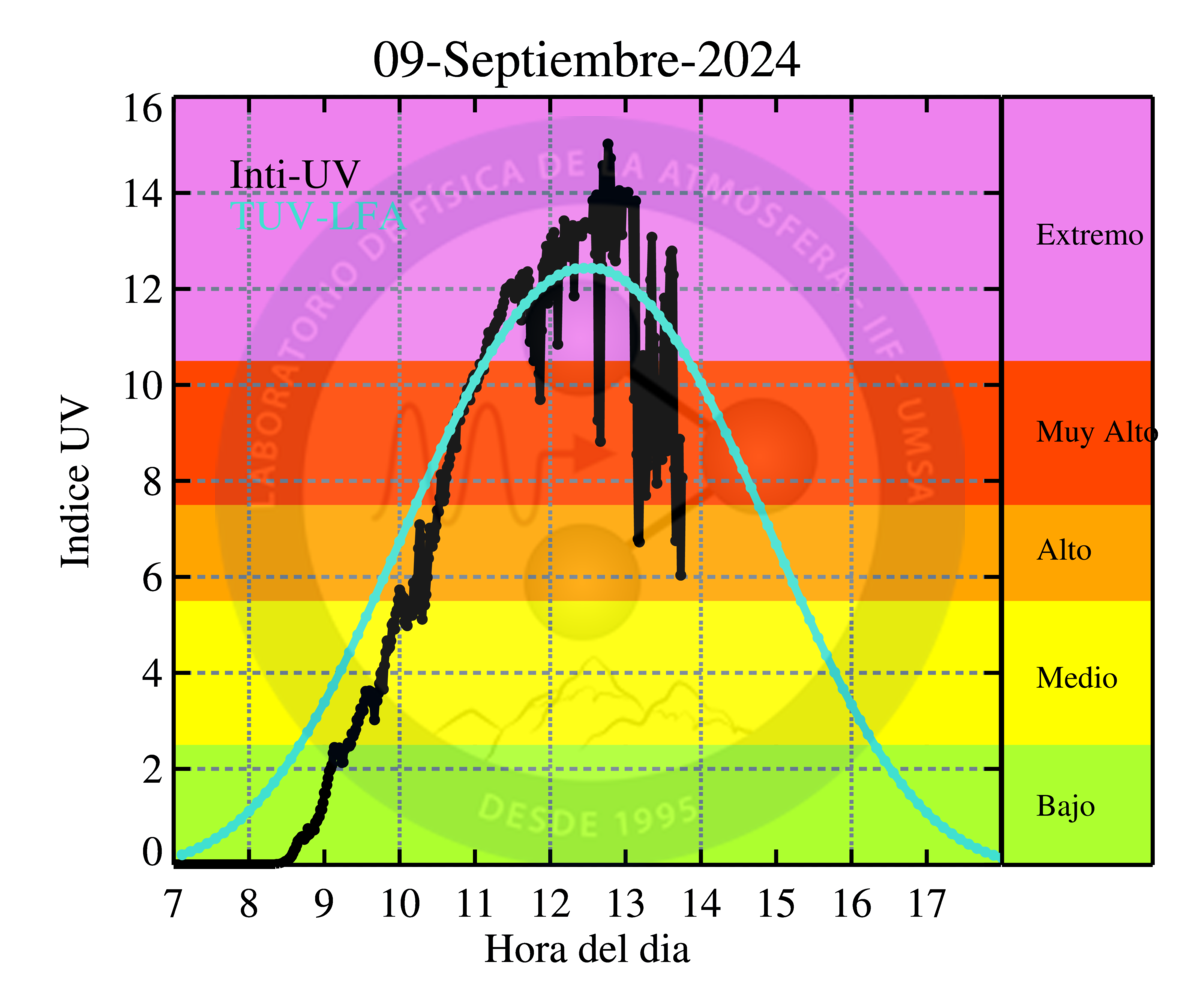 09-Septiembre-2024
Indice UV
16
14
12
10
8
6
4
2
0
Inti-UV
TUV-LFA
LABORATORIO DE FÍSICA DE LA ATMÓSFERA - IIF - UMSA
DESDE 1995
Extremo
Muy Alto
Alto
Medio
Bajo
7 8 9 10 11 12 13 14 15 16 17
Hora del dia